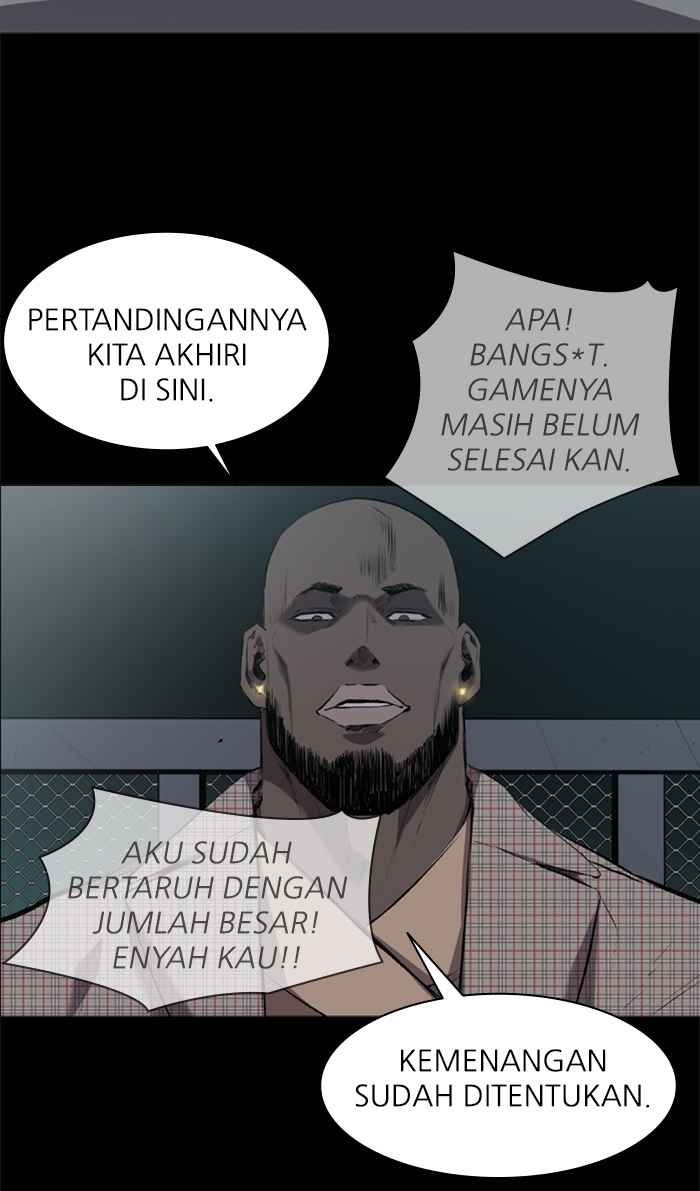 PERTANDINGANNYA
KITA AKHIRI
DI SINI.
APA!
BANGS*T.
GAMENYA
MASIH BELUM
SELESAI KAN.
AKU SUDAH
BERTARUH DENGAN
JUMLAH BESAR!
ENYAH KAU!!
KEMENANGAN
SUDAH DITENTUKAN.